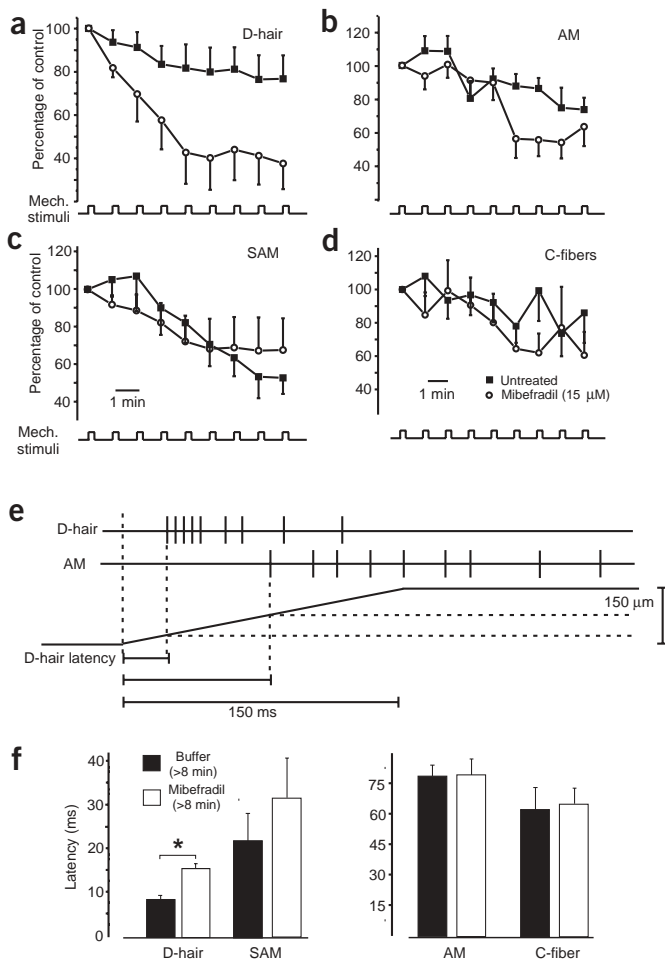 a
D-hair
Percentage of control
100
80
60
40
Mech.
stimuli
b
AM
120
100
80
60
40
c
SAM
Percentage of control
120
100
80
60
40
1 min
Mech.
stimuli
d
C-fibers
120
100
80
60
40
1 min
Untreated
Mibefradil (15 μM)
e
D-hair
AM
150 μm
D-hair latency
150 ms
f
Latency (ms)
40
30
20
10
0
Buffer
(>8 min)
Mibefradil
(>8 min)
*
D-hair
SAM
75
60
45
30
15
AM
C-fiber